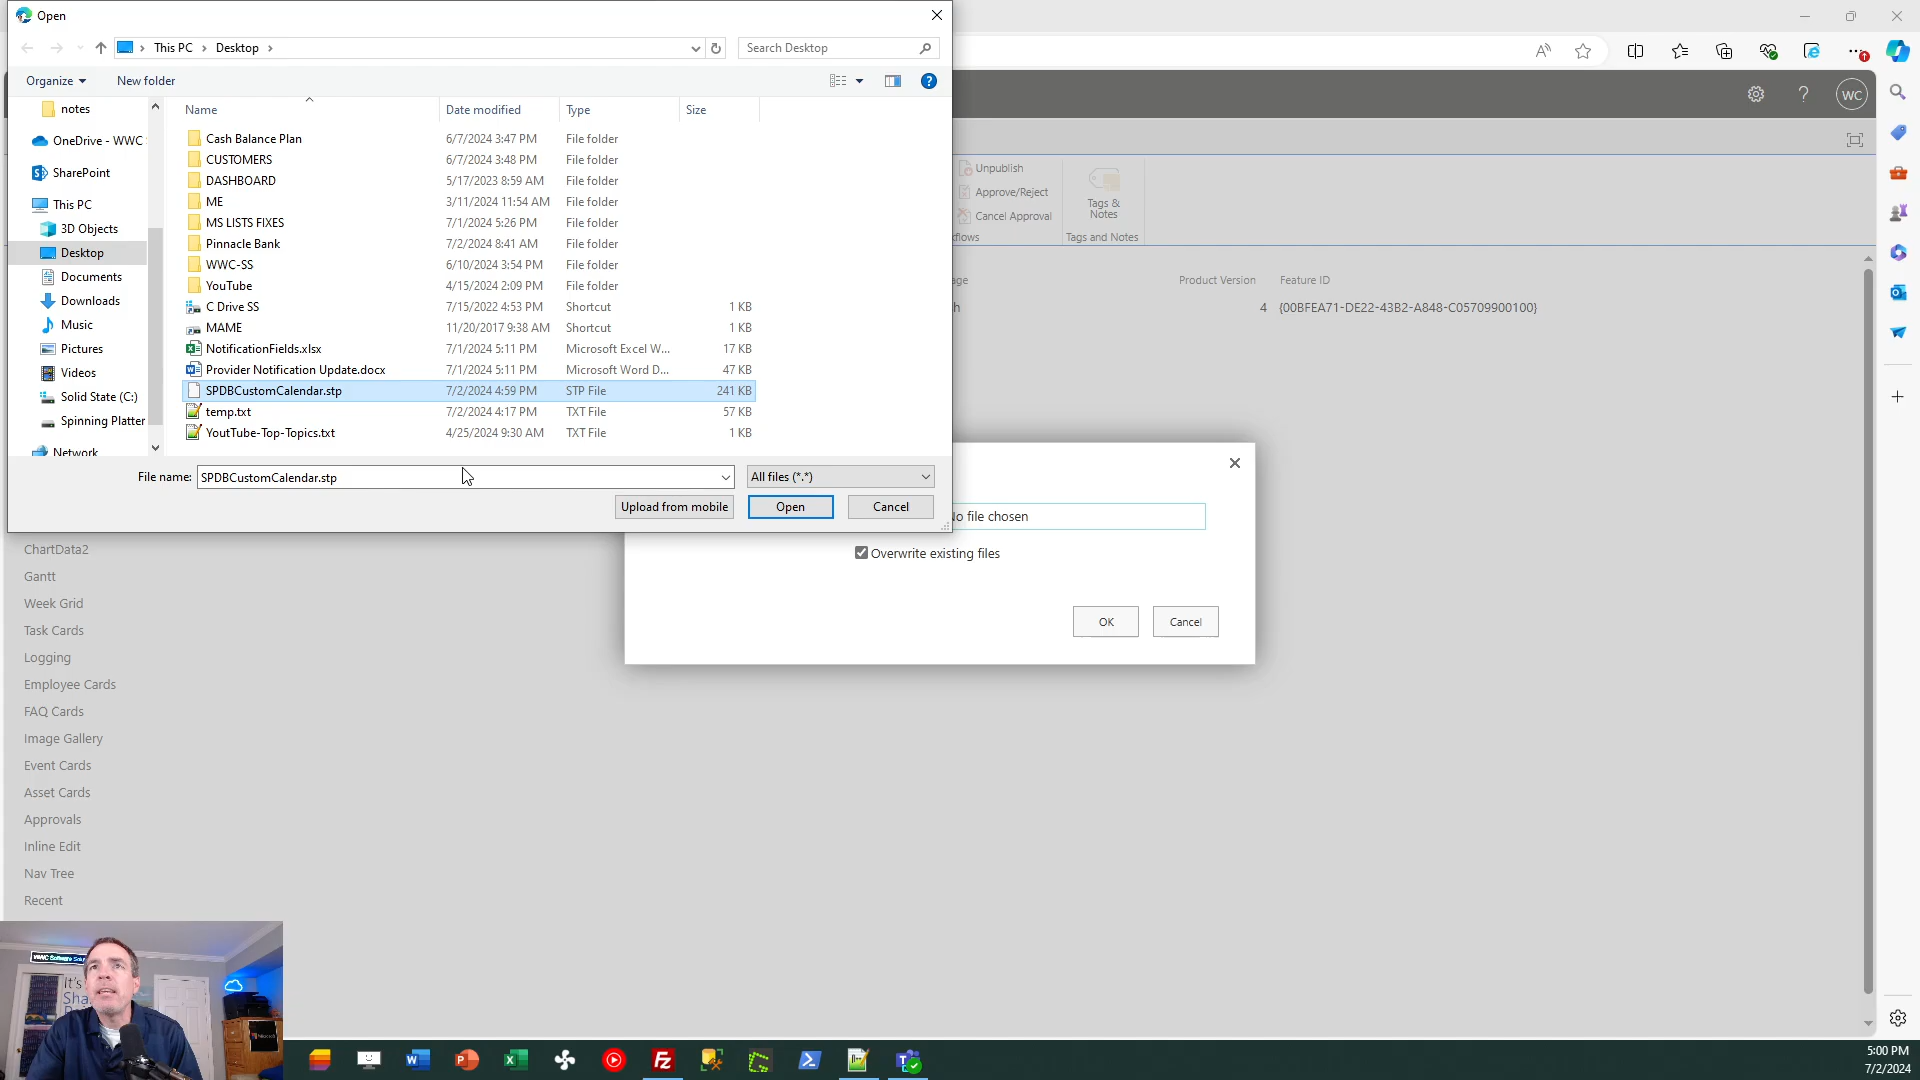 Open
This PC > Desktop >
Search Desktop
Organize
New folder
Name
Date modified
Type
Size
notes
OneDrive - WWC
SharePoint
This PC
3D Objects
Desktop
Documents
Downloads
Music
Pictures
Videos
Solid State (C:)
Spinning Platter
Network
Cash Balance Plan 6/7/2024 3:47 PM File folder
CUSTOMERS 6/7/2024 3:48 PM File folder
DASHBOARD 5/17/2023 8:59 AM File folder
ME 3/11/2024 11:54 AM File folder
MS LISTS FIXES 7/1/2024 5:26 PM File folder
Pinnacle Bank 7/2/2024 8:41 AM File folder
WWC-SS 6/10/2024 3:54 PM File folder
YouTube 4/15/2024 2:09 PM File folder
C Drive SS 7/15/2022 4:53 PM Shortcut 1 KB
MAME 11/20/2017 9:38 AM Shortcut 1 KB
NotificationFields.xlsx 7/1/2024 5:11 PM Microsoft Excel W... 17 KB
Provider Notification Update.docx 7/1/2024 5:11 PM Microsoft Word D... 47 KB
SPDBCustomCalendar.stp 7/2/2024 4:59 PM STP File 241 KB
temp.txt 7/2/2024 4:17 PM TXT File 57 KB
YoutTube-Top-Topics.txt 4/25/2024 9:30 AM TXT File 1 KB
File name: SPDBCustomCalendar.stp
All files (*.*)
Upload from mobile
Open
Cancel
WC
Unpublish
Approve/Reject
Cancel Approval
flows
Tags &
Notes
Tags and Notes
age Product Version Feature ID
h 4 {00BFEA71-DE22-43B2-A848-C05709900100}
No file chosen
Overwrite existing files
OK
Cancel
ChartData2
Gantt
Week Grid
Task Cards
Logging
Employee Cards
FAQ Cards
Image Gallery
Event Cards
Asset Cards
Approvals
Inline Edit
Nav Tree
Recent
It's
Sha
5:00 PM
7/2/2024